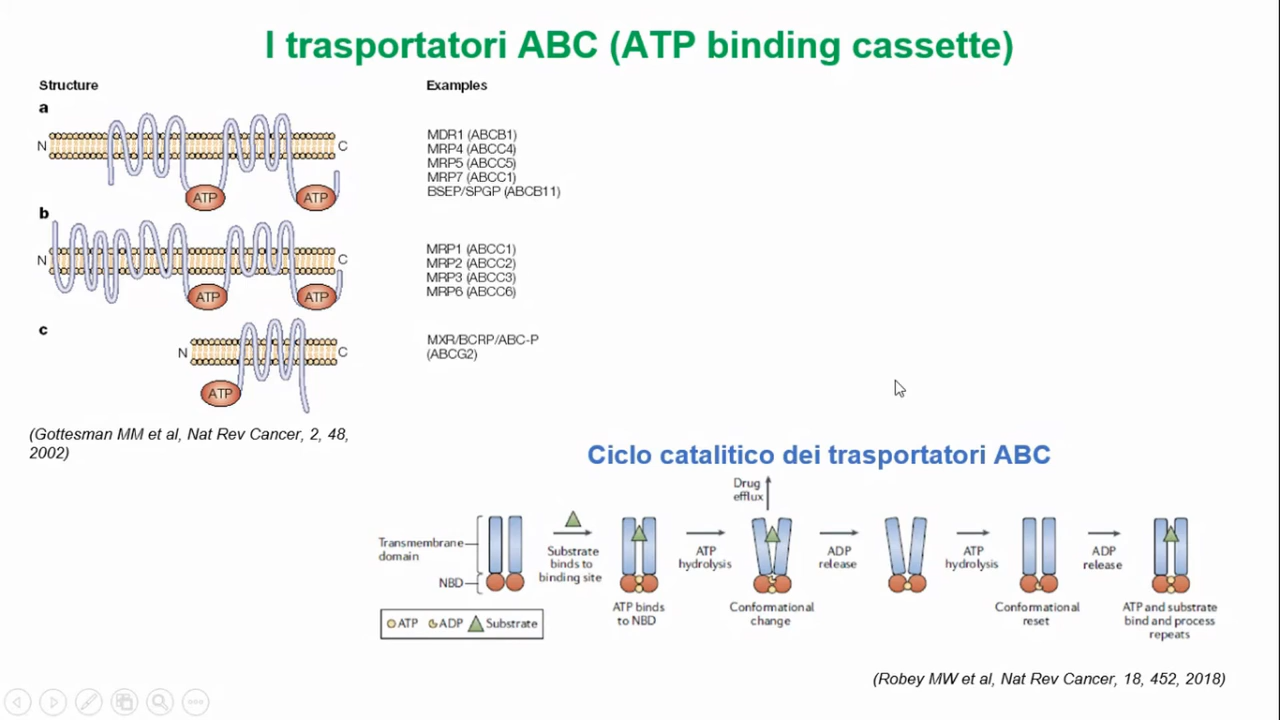 I trasportatori ABC (ATP binding cassette)
Structure
Examples
a
N
C
ATP
ATP
MDR1 (ABCB1)
MRP4 (ABCC4)
MRP5 (ABCC5)
MRP7 (ABCC1)
BSEP/SPGP (ABCB11)
b
N
C
ATP
ATP
MRP1 (ABCC1)
MRP2 (ABCC2)
MRP3 (ABCC3)
MRP6 (ABCC6)
c
N
C
ATP
MXR/BCRP/ABC-P
(ABCG2)
(Gottesman MM et al, Nat Rev Cancer, 2, 48,
2002)
Ciclo catalitico dei trasportatori ABC
Drug
efflux
Transmembrane
domain
NBD
Substrate
binds to
binding site
ATP binds
to NBD
ATP
hydrolysis
Conformational
change
ADP
release
ATP
hydrolysis
Conformational
reset
ADP
release
ATP and substrate
bind and process
repeats
ATP ADP Substrate
(Robey MW et al, Nat Rev Cancer, 18, 452, 2018)